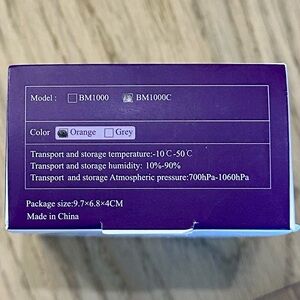 Model : BM1000 BM1000C
Color Orange Grey
Transport and storage temperature:-10℃-50℃
Transport and storage humidity: 10%-90%
Transport and storage Atmospheric pressure:700hPa-1060hPa
Package size:9.7×6.8×4CM
Made in China